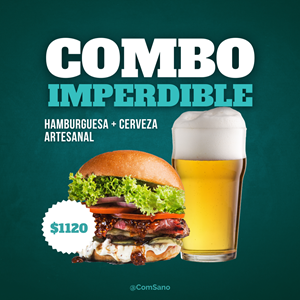 COMBO
IMPERDIBLE
HAMBURGUESA + CERVEZA
ARTESANAL
$1120
@ComSano